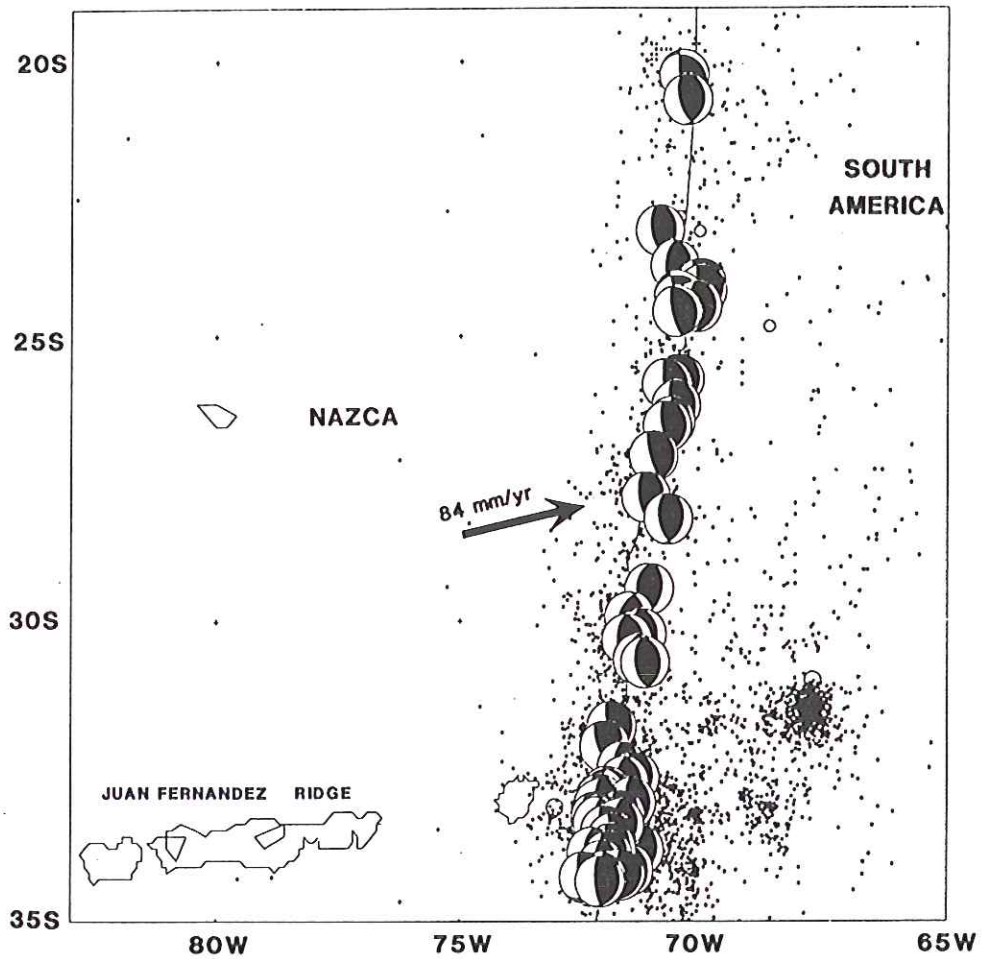 20S
SOUTH
AMERICA
25S
NAZCA
84 mm/yr
30S
JUAN FERNANDEZ RIDGE
35S
80W 75W 70W 65W